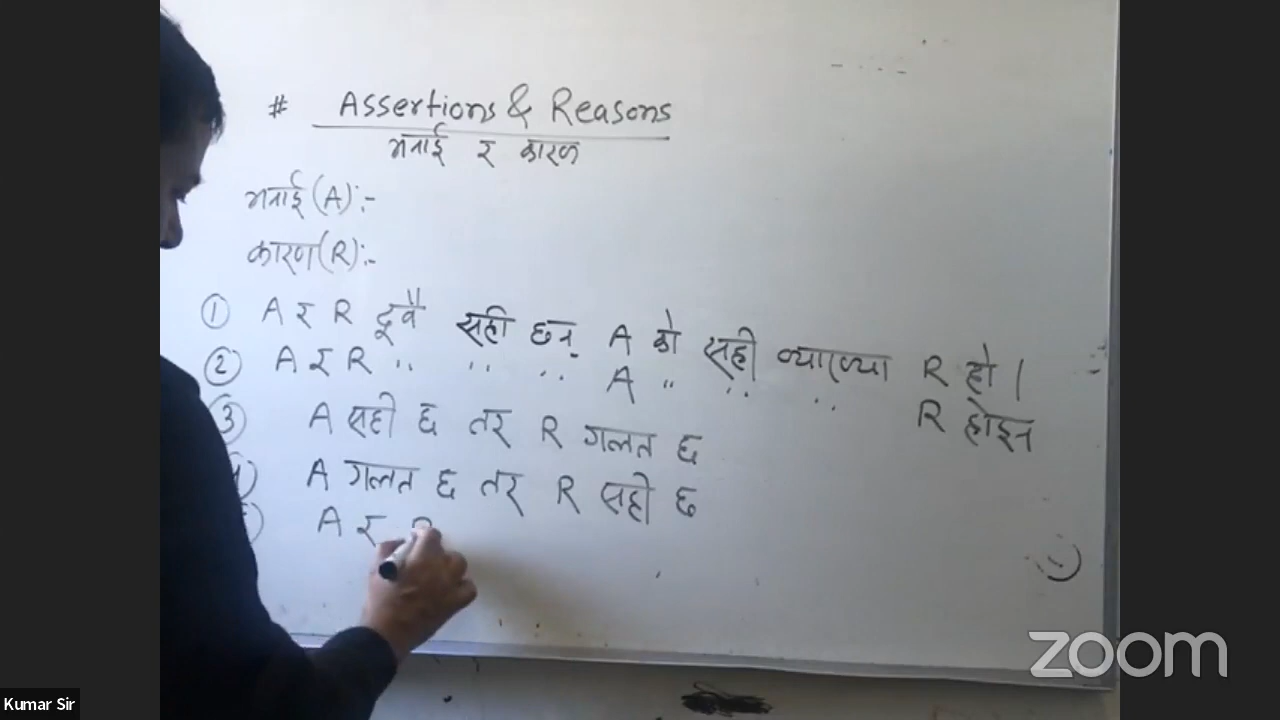 # Assertions & Reasons
भनाई र कारण
भनाई (A):-
कारण (R):-
① A र R दूवै सही छन् A को सही व्याख्या R हो ।
② A र R " " " A " " " R होइन
3 A सही छ तर R गलत छ
4) A गलत छ तर R सही छ
A र R
zoom
Kumar Sir